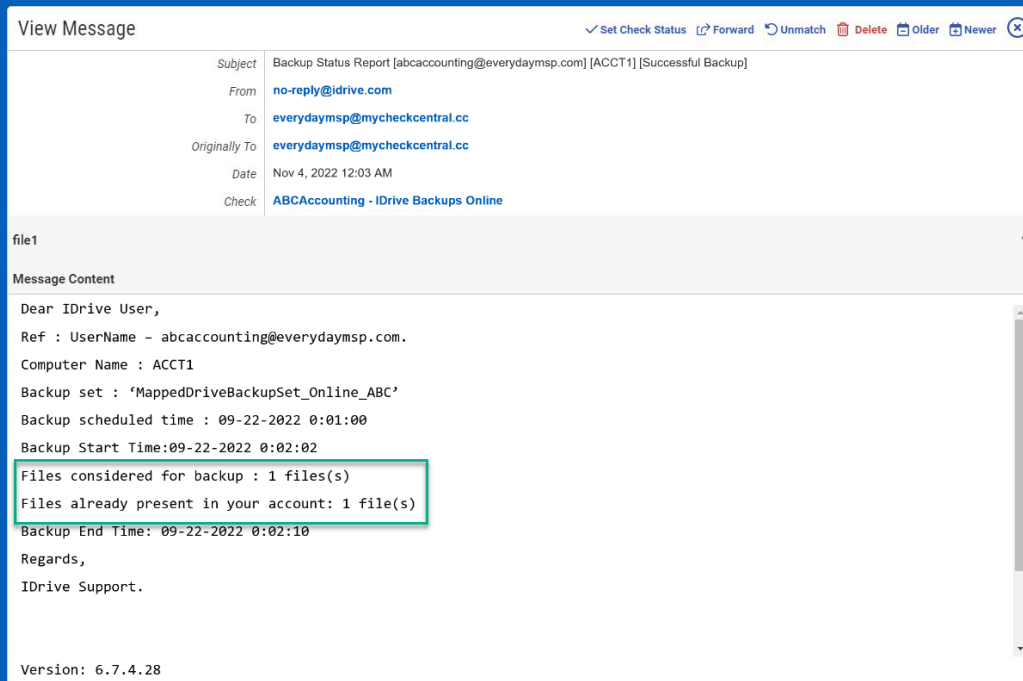 View Message
Set Check Status Forward Unmatch Delete Older Newer
Subject Backup Status Report [abcaccounting@everydaymsp.com] [ACCT1] [Successful Backup]
From no-reply@idrive.com
To everydaymsp@mycheckcentral.cc
Originally To everydaymsp@mycheckcentral.cc
Date Nov 4, 2022 12:03 AM
Check ABCAccounting - IDrive Backups Online
file1
Message Content
Dear IDrive User,
Ref : UserName – abcaccounting@everydaymsp.com.
Computer Name : ACCT1
Backup set : ‘MappedDriveBackupSet_Online_ABC’
Backup scheduled time : 09-22-2022 0:01:00
Backup Start Time:09-22-2022 0:02:02
Files considered for backup : 1 files(s)
Files already present in your account: 1 file(s)
Backup End Time: 09-22-2022 0:02:10
Regards,
IDrive Support.
Version: 6.7.4.28